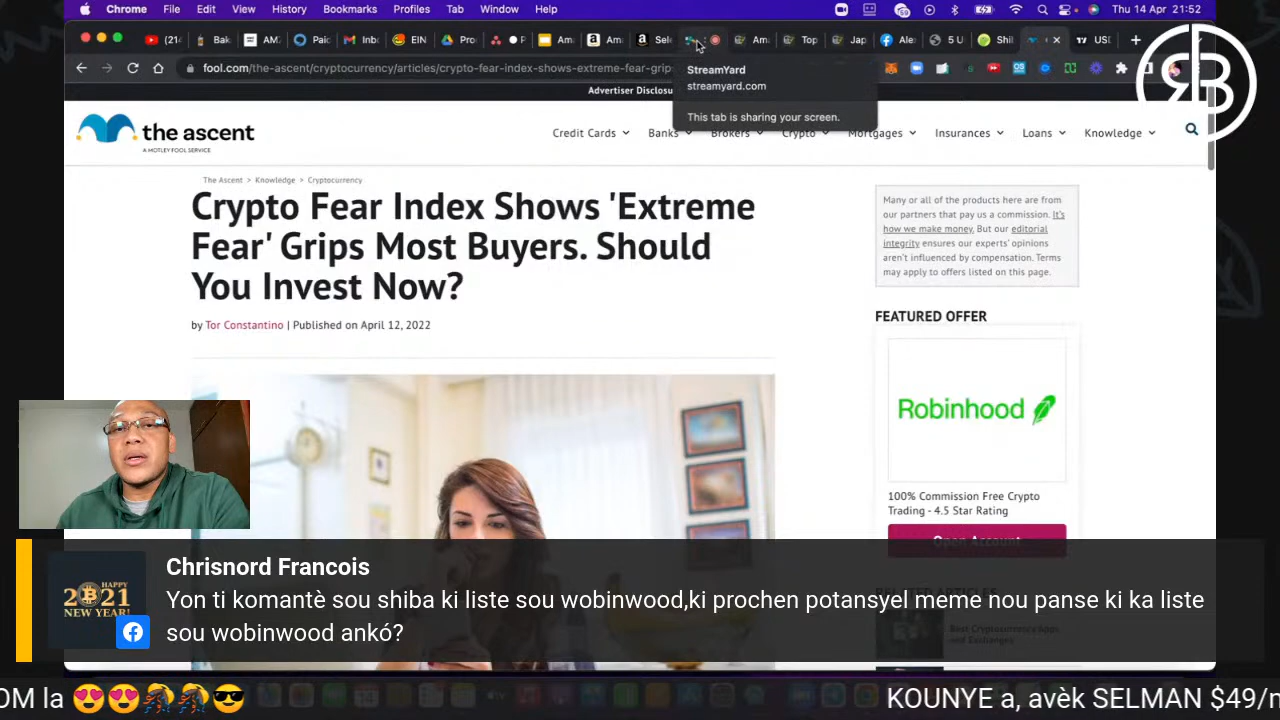 Chrome File Edit View History Bookmarks Profiles Tab Window Help
Thu 14 Apr 21:52
StreamYard
streamyard.com
This tab is sharing your screen.
fool.com/the-ascent/cryptocurrency/articles/crypto-fear-index-shows-extreme-fear-grip
Advertiser Disclosu
the ascent
A MOTLEY FOOL SERVICE
Credit Cards Banks Brokers Crypto Mortgages Insurances Loans Knowledge
The Ascent > Knowledge > Cryptocurrency
Crypto Fear Index Shows 'Extreme
Fear' Grips Most Buyers. Should
You Invest Now?
by Tor Constantino | Published on April 12, 2022
Many or all of the products here are from
our partners that pay us a commission. It's
how we make money. But our editorial
integrity ensures our experts' opinions
aren't influenced by compensation. Terms
may apply to offers listed on this page.
FEATURED OFFER
Robinhood
100% Commission Free Crypto
Trading - 4.5 Star Rating
Open Account
Best Cryptocurrency Apps
and Exchanges
HAPPY
2021
NEW YEAR!
Chrisnord Francois
Yon ti komantè sou shiba ki liste sou wobinwood,ki prochen potansyel meme nou panse ki ka liste
sou wobinwood ankó?
OM la 😍😍🎊🎊😎 KOUNYE a, avèk SELMAN $49/